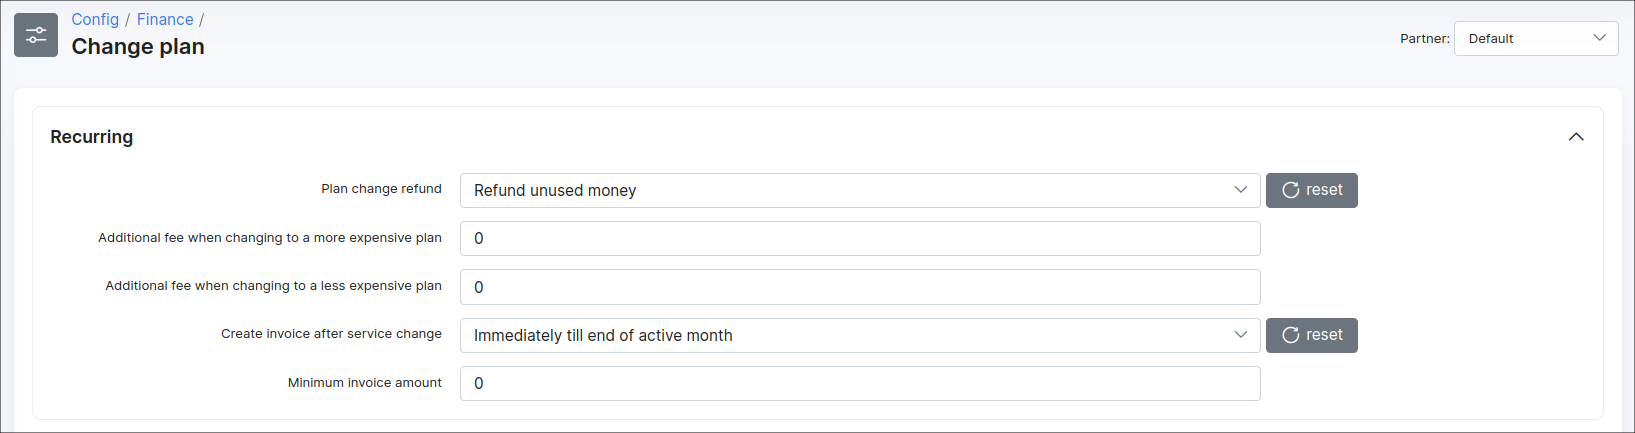 Config / Finance /
Change plan
Partner: Default
Recurring
Plan change refund Refund unused money reset
Additional fee when changing to a more expensive plan 0
Additional fee when changing to a less expensive plan 0
Create invoice after service change Immediately till end of active month reset
Minimum invoice amount 0